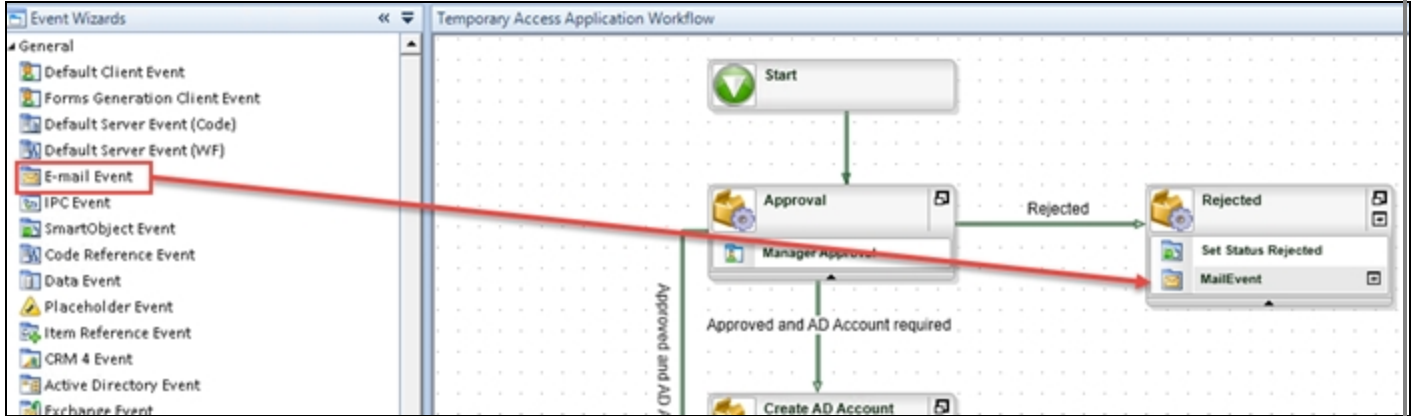 Event Wizards
General
Default Client Event
Forms Generation Client Event
Default Server Event (Code)
Default Server Event (WF)
E-mail Event
IPC Event
SmartObject Event
Code Reference Event
Data Event
Placeholder Event
Item Reference Event
CRM 4 Event
Active Directory Event
Exchange Event
Temporary Access Application Workflow
Start
Approval
Manager Approval
Rejected
Rejected
Set Status Rejected
MailEvent
Approved and AD
Approved and AD Account required
Create AD Account